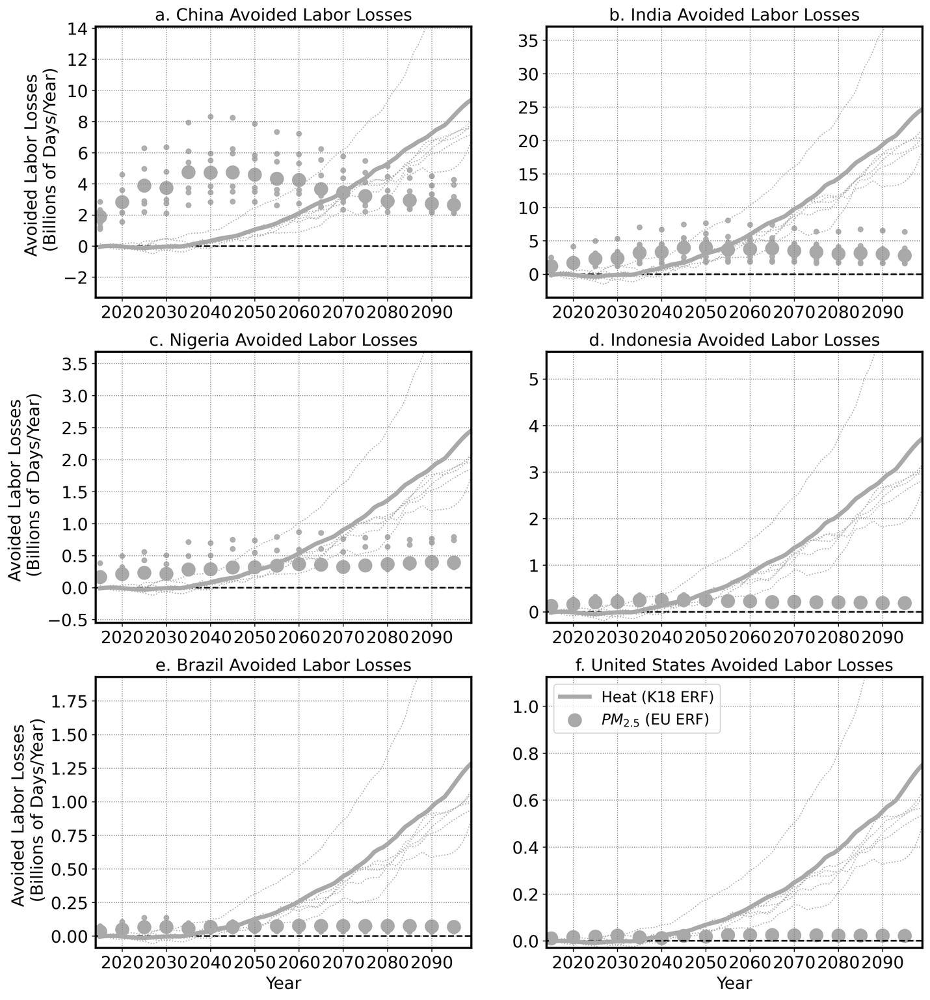 a. China Avoided Labor Losses
Avoided Labor Losses
(Billions of Days/Year)
14
12
10
8
6
4
2
0
−2
2020 2030 2040 2050 2060 2070 2080 2090
b. India Avoided Labor Losses
35
30
25
20
15
10
5
0
2020 2030 2040 2050 2060 2070 2080 2090
c. Nigeria Avoided Labor Losses
Avoided Labor Losses
(Billions of Days/Year)
3.5
3.0
2.5
2.0
1.5
1.0
0.5
0.0
−0.5
2020 2030 2040 2050 2060 2070 2080 2090
d. Indonesia Avoided Labor Losses
5
4
3
2
1
0
2020 2030 2040 2050 2060 2070 2080 2090
e. Brazil Avoided Labor Losses
Avoided Labor Losses
(Billions of Days/Year)
1.75
1.50
1.25
1.00
0.75
0.50
0.25
0.00
2020 2030 2040 2050 2060 2070 2080 2090
Year
f. United States Avoided Labor Losses
Heat (K18 ERF)
PM2.5 (EU ERF)
1.0
0.8
0.6
0.4
0.2
0.0
2020 2030 2040 2050 2060 2070 2080 2090
Year